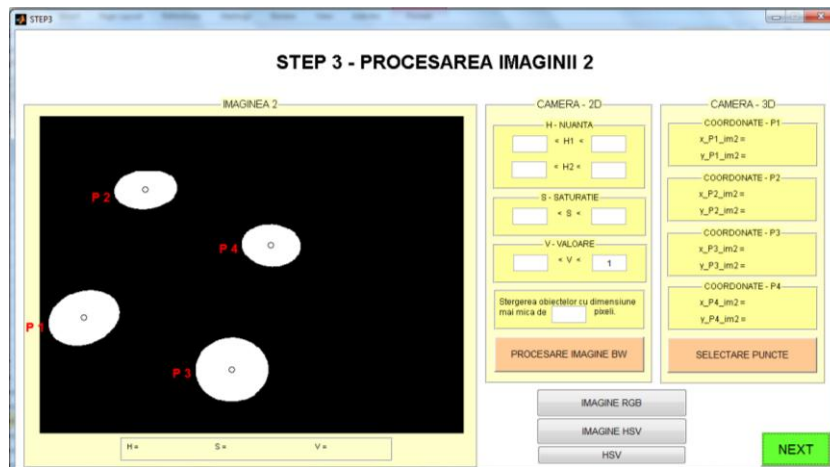 STEP3
STEP 3 - PROCESAREA IMAGINII 2
IMAGINEA 2
P 2
P 4
P 1
P 3
H =
S =
V =
CAMERA - 2D
H - NUANTA
< H1 <
< H2 <
S - SATURATIE
< S <
V - VALOARE
< V < 1
Stergerea obiectelor cu dimensiune
mai mica de pixeli.
PROCESARE IMAGINE BW
CAMERA - 3D
COORDONATE - P1
x_P1_im2 =
y_P1_im2 =
COORDONATE - P2
x_P2_im2 =
y_P2_im2 =
COORDONATE - P3
x_P3_im2 =
y_P3_im2 =
COORDONATE - P4
x_P4_im2 =
y_P4_im2 =
SELECTARE PUNCTE
IMAGINE RGB
IMAGINE HSV
HSV
NEXT